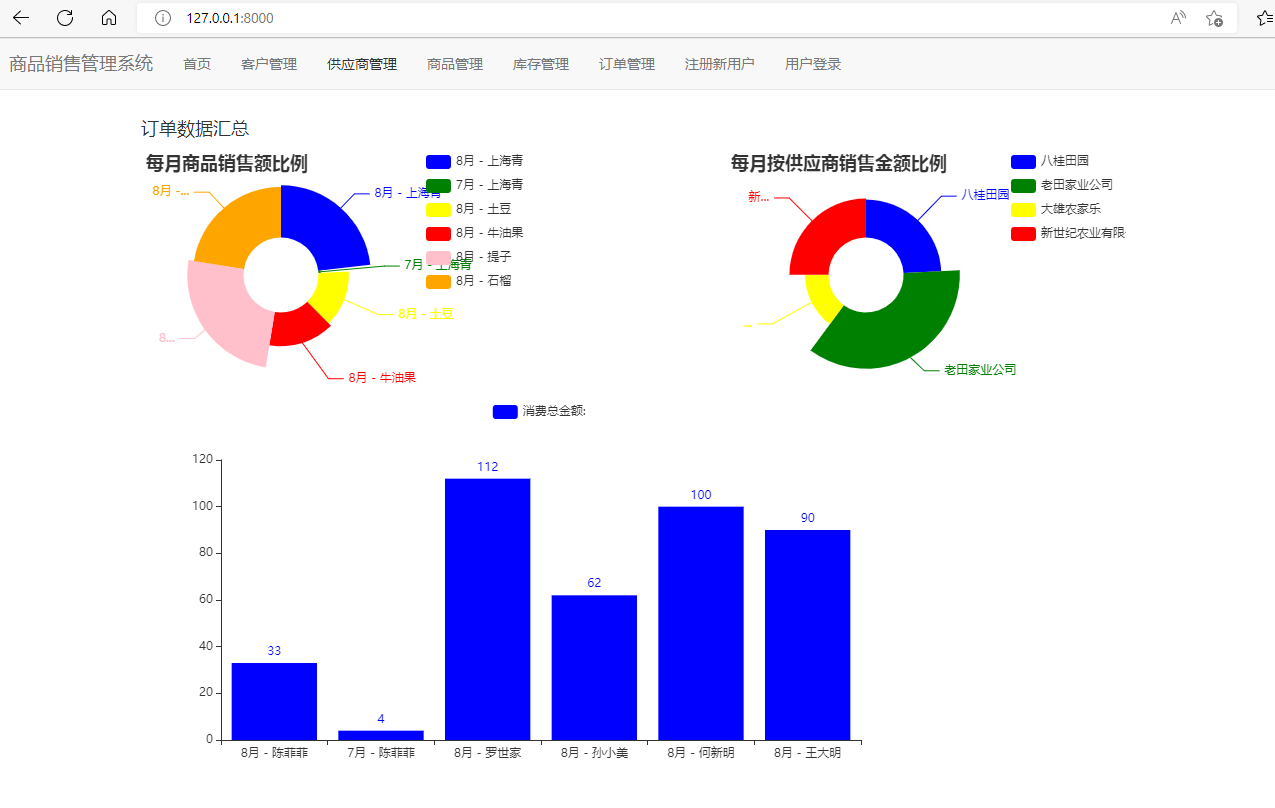 127.0.0.1:8000
商品销售管理系统 首页 客户管理 供应商管理 商品管理 库存管理 订单管理 注册新用户 用户登录
订单数据汇总
每月商品销售额比例
8月 -...
8月 - 上海青
7月 - 上海青
8月 - 土豆
8...
8月 - 牛油果
8月 - 上海青
7月 - 上海青
8月 - 土豆
8月 - 牛油果
8月 - 提子
8月 - 石榴
每月按供应商销售金额比例
新...
八桂田园
...
老田家业公司
八桂田园
老田家业公司
大雄农家乐
新世纪农业有限
消费总金额:
120
100
80
60
40
20
0
33
4
112
62
100
90
8月 - 陈菲菲
7月 - 陈菲菲
8月 - 罗世家
8月 - 孙小美
8月 - 何新明
8月 - 王大明